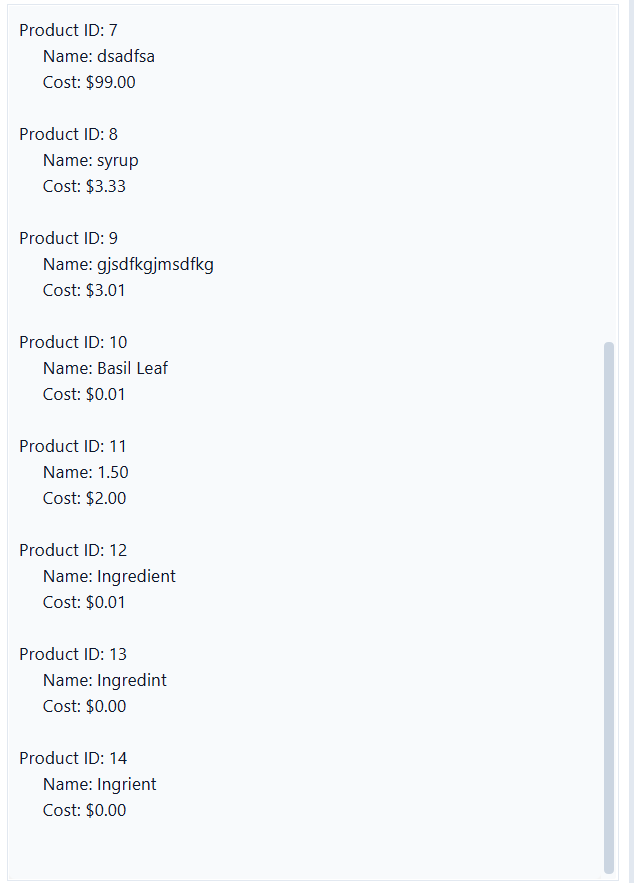 Product ID: 7
Name: dsadfsa
Cost: $99.00
Product ID: 8
Name: syrup
Cost: $3.33
Product ID: 9
Name: gjsdfkgjmsdfkg
Cost: $3.01
Product ID: 10
Name: Basil Leaf
Cost: $0.01
Product ID: 11
Name: 1.50
Cost: $2.00
Product ID: 12
Name: Ingredient
Cost: $0.01
Product ID: 13
Name: Ingredint
Cost: $0.00
Product ID: 14
Name: Ingrient
Cost: $0.00